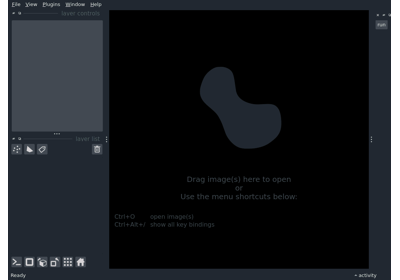 File View Plugins Window Help
layer controls
layer list
Drag image(s) here to open
or
Use the menu shortcuts below:
Ctrl+O open image(s)
Ctrl+Alt+/ show all key bindings
Ready
activity